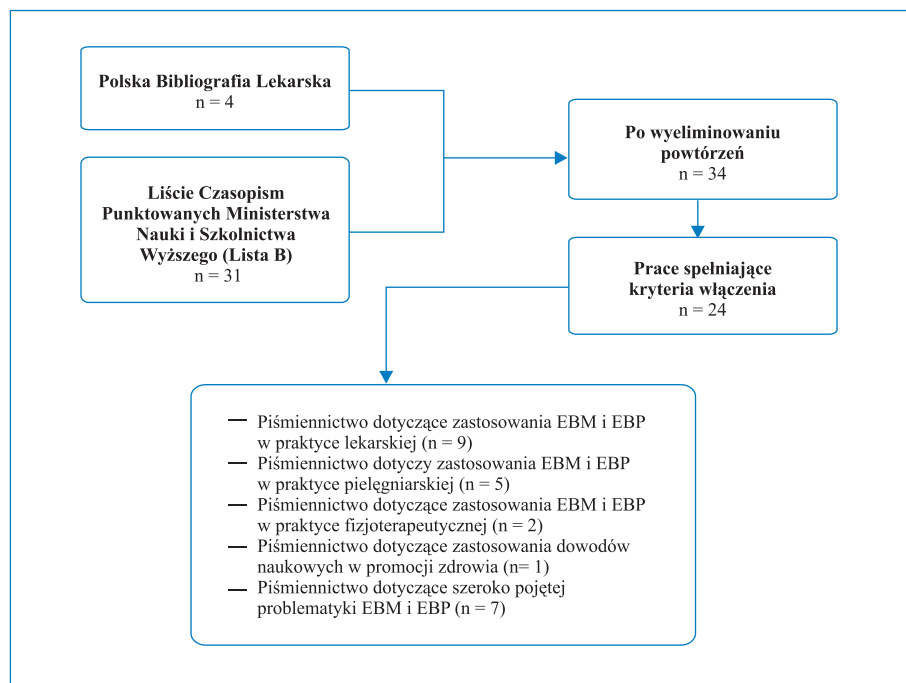 Polska Bibliografia Lekarska
n = 4
Liście Czasopism
Punktowanych Ministerstwa
Nauki i Szkolnictwa
Wyższego (Lista B)
n = 31
Po wyeliminowaniu
powtórzeń
n = 34
Prace spełniające
kryteria włączenia
n = 24
— Piśmiennictwo dotyczące zastosowania EBM i EBP
w praktyce lekarskiej (n = 9)
— Piśmiennictwo dotyczy zastosowania EBM i EBP
w praktyce pielęgniarskiej (n = 5)
— Piśmiennictwo dotyczące zastosowania EBM i EBP
w praktyce fizjoterapeutycznej (n = 2)
— Piśmiennictwo dotyczące zastosowania dowodów
naukowych w promocji zdrowia (n= 1)
— Piśmiennictwo dotyczące szeroko pojętej
problematyki EBM i EBP (n = 7)